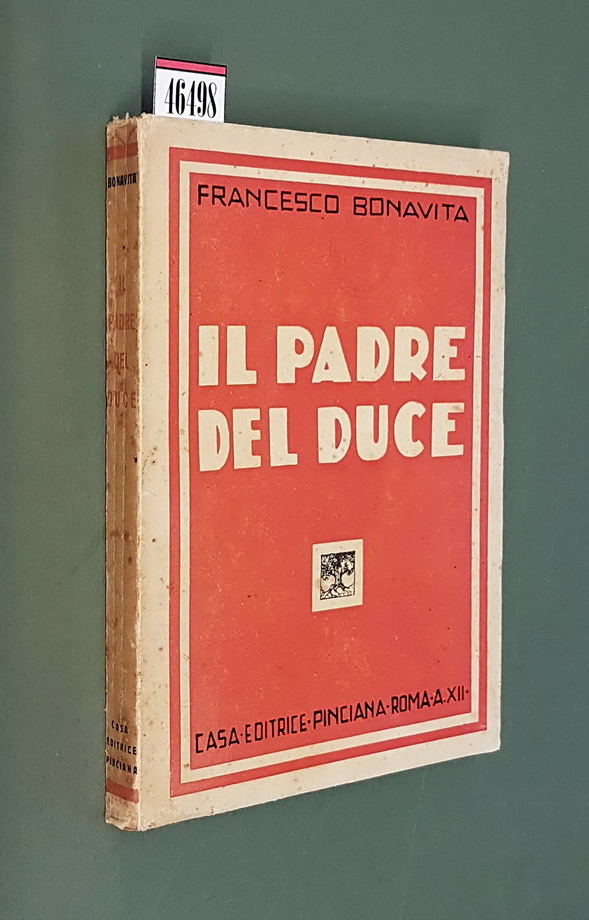 46498
FRANCESCO BONAVITA
IL PADRE
DEL DUCE
CASA·EDITRICE·PINCIANA·ROMA·A.XII·
BONAVITA
IL
PADRE
DEL
DUCE
CASA
EDITRICE
PINCIANA